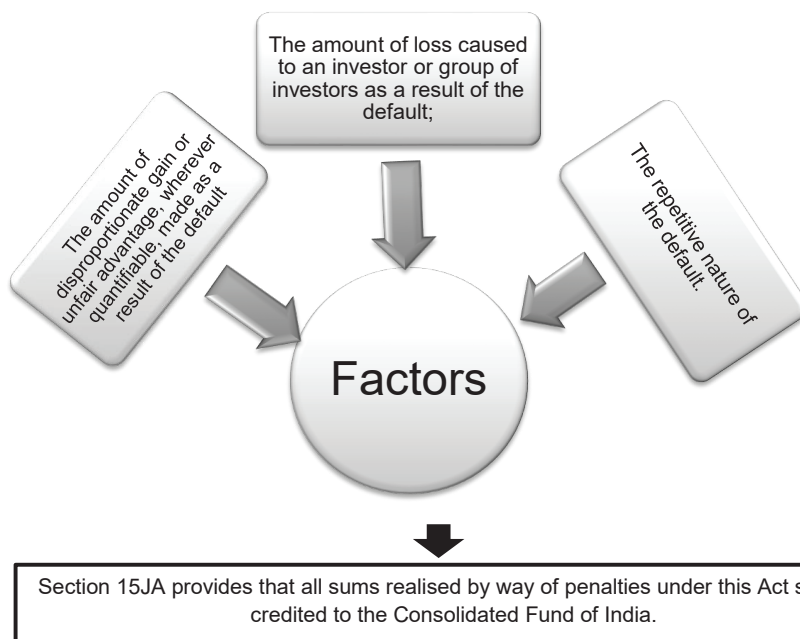 The amount of
disproportionate gain or
unfair advantage, wherever
quantifiable, made as a
result of the default
The amount of loss caused
to an investor or group of
investors as a result of the
default;
The repetitive nature of
the default.
Factors
Section 15JA provides that all sums realised by way of penalties under this Act s
credited to the Consolidated Fund of India.